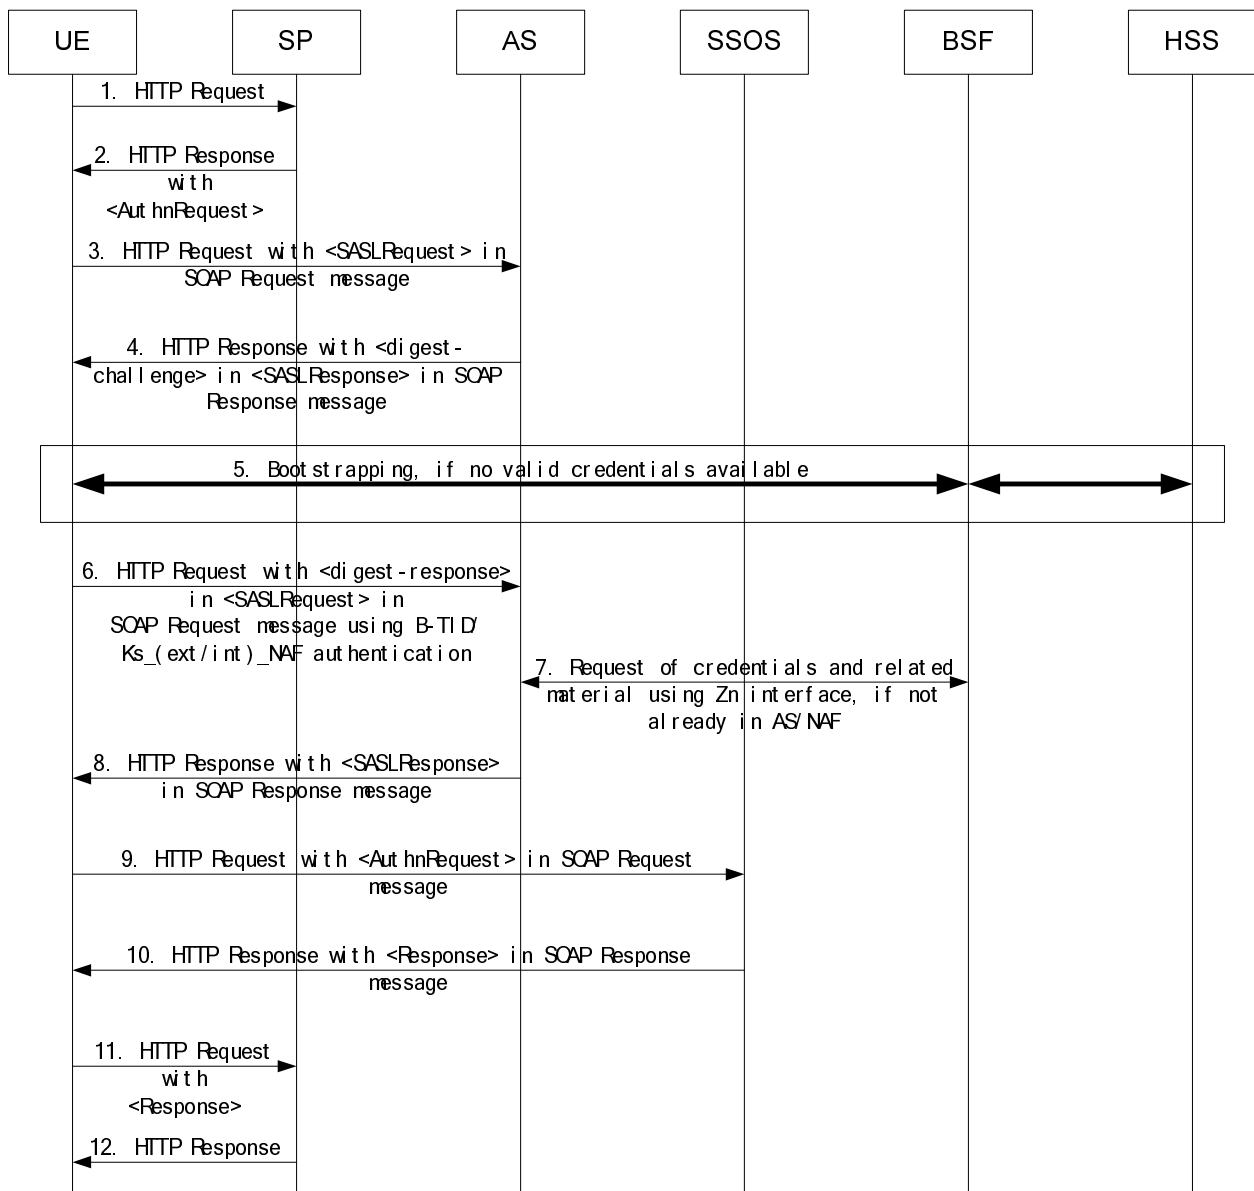 UE SP AS SSOS BSF HSS
1. HTTP Request
2. HTTP Response
with
<AuthnRequest>
3. HTTP Request with <SASLRequest> in
SOAP Request message
4. HTTP Response with <digest-
challenge> in <SASLResponse> in SOAP
Response message
5. Bootstrapping, if no valid credentials available
6. HTTP Request with <digest-response>
in <SASLRequest> in
SOAP Request message using B-TID/
Ks_(ext/int)_NAF authentication
7. Request of credentials and related
material using Zn interface, if not
already in AS/NAF
8. HTTP Response with <SASLResponse>
in SOAP Response message
9. HTTP Request with <AuthnRequest> in SOAP Request
message
10. HTTP Response with <Response> in SOAP Response
message
11. HTTP Request
with
<Response>
12. HTTP Response